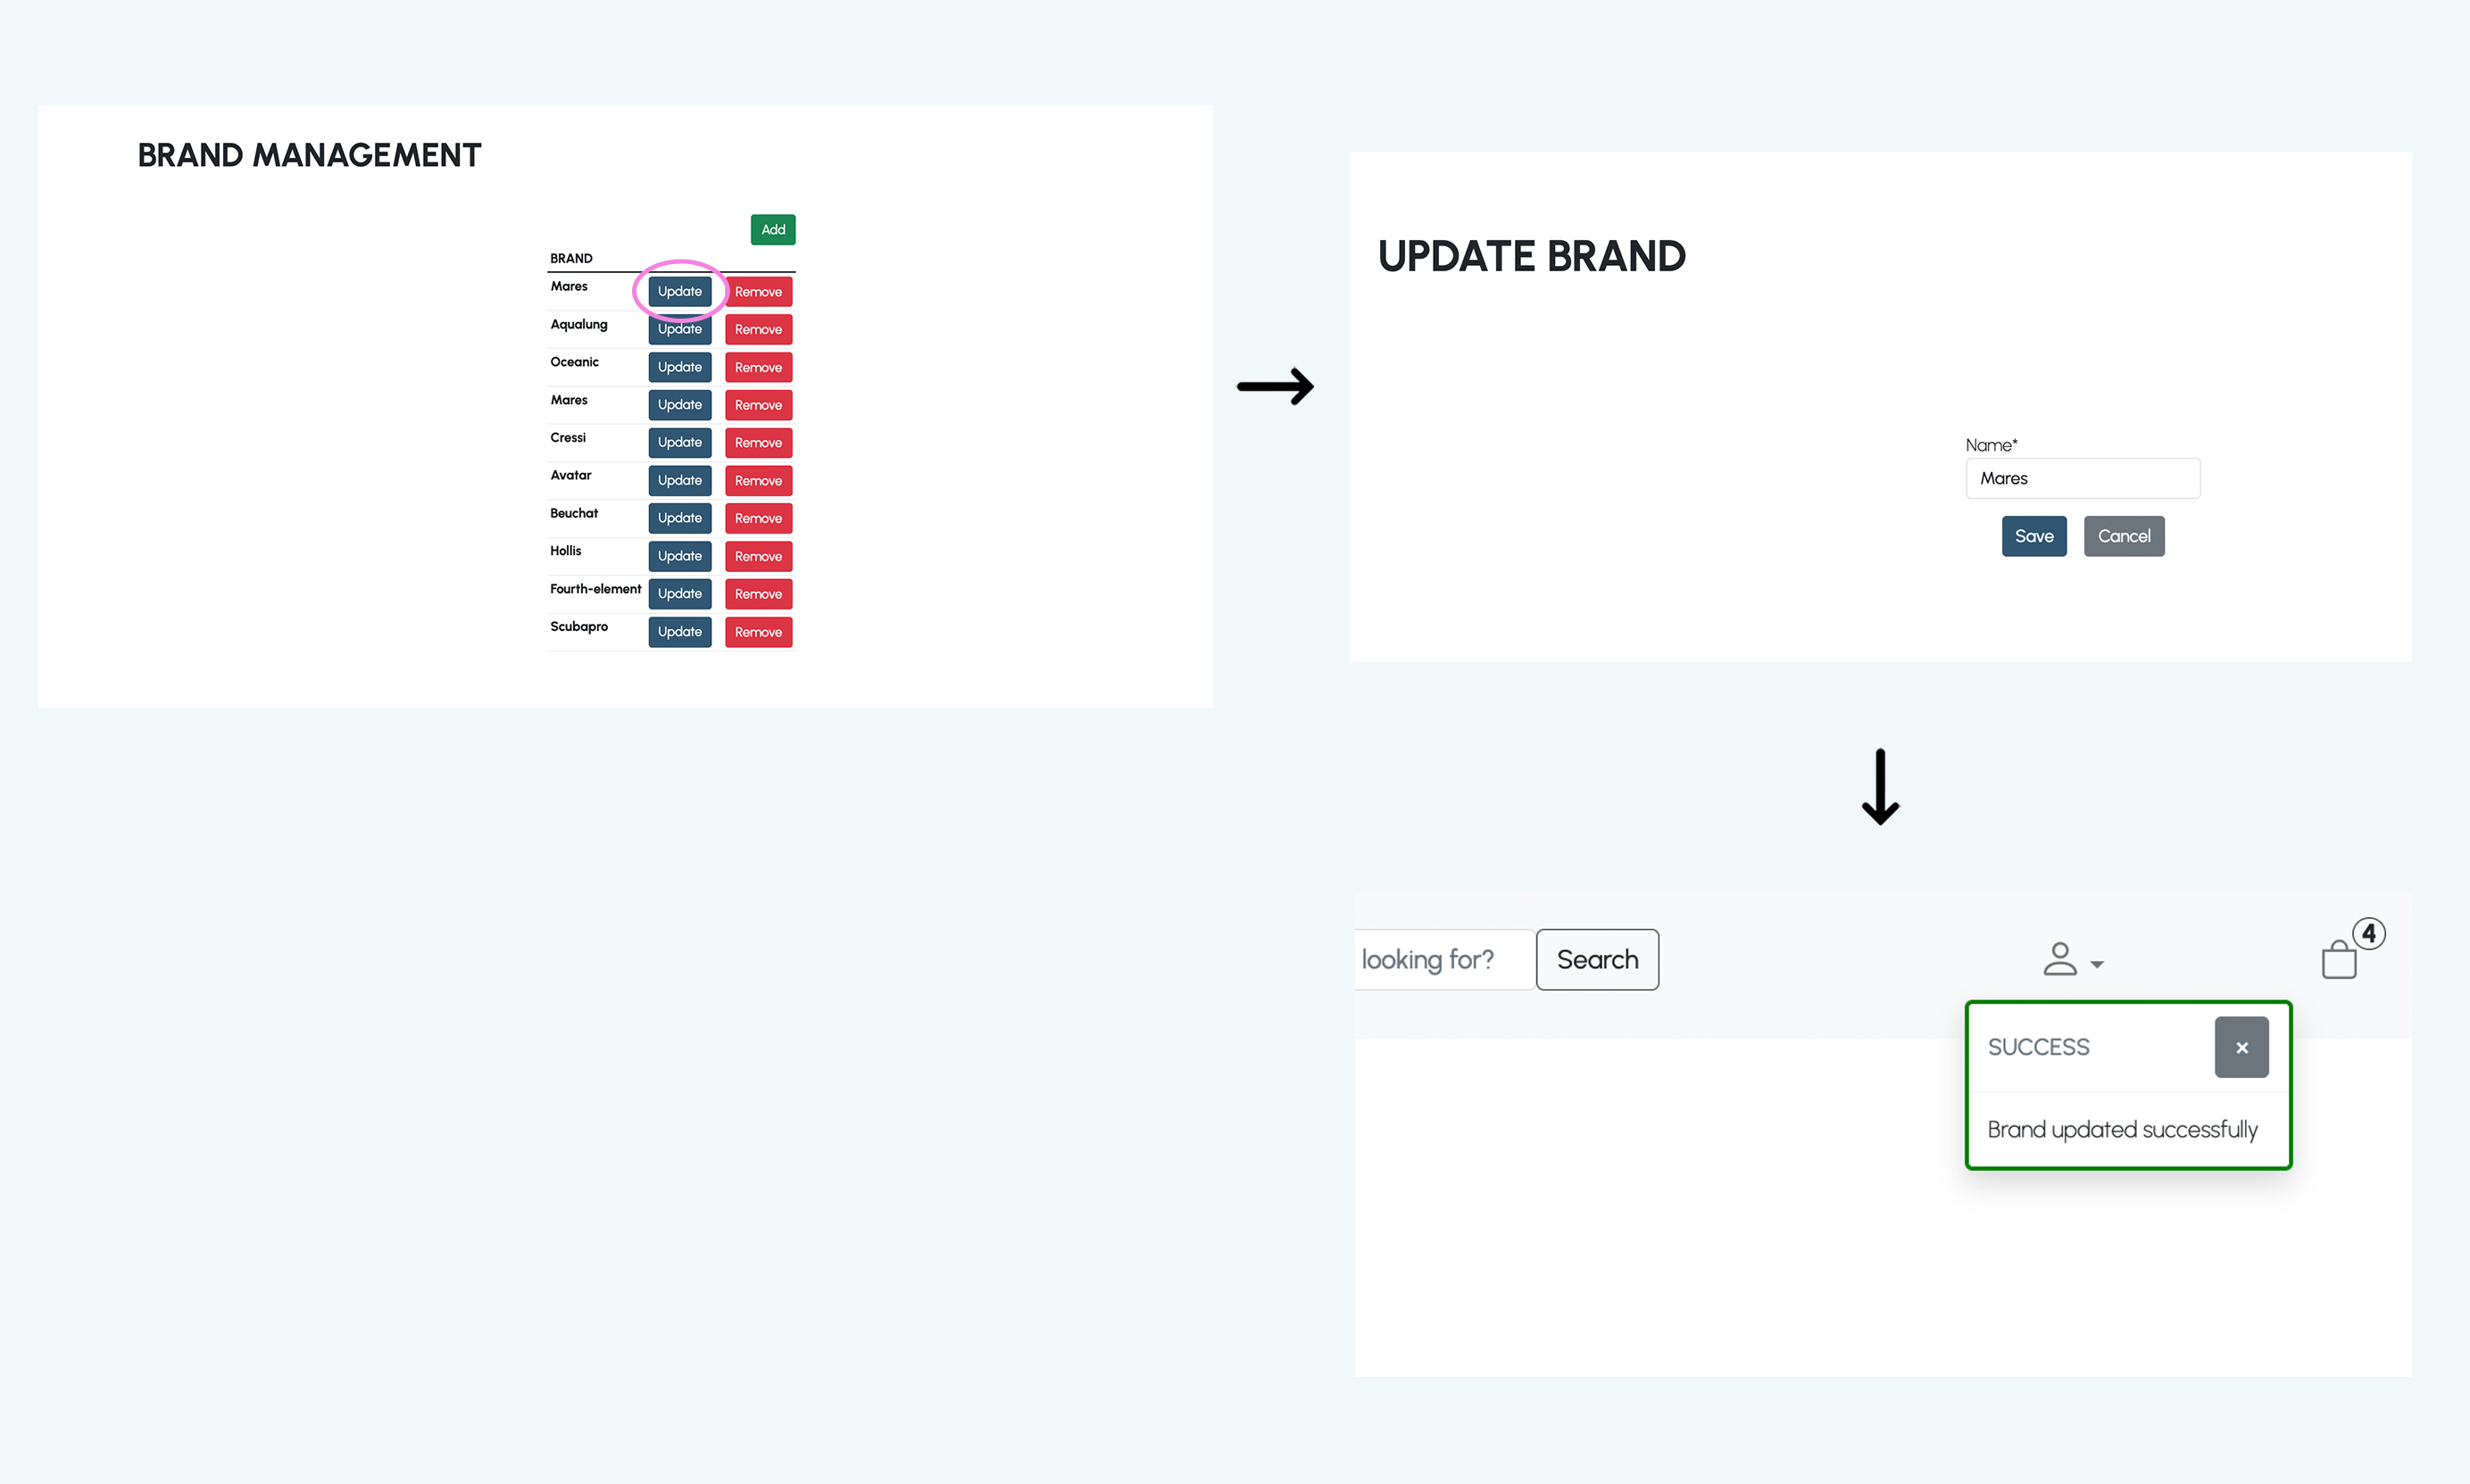 BRAND MANAGEMENT
Add
BRAND
Mares Update Remove
Aqualung Update Remove
Oceanic Update Remove
Mares Update Remove
Cressi Update Remove
Avatar Update Remove
Beuchat Update Remove
Hollis Update Remove
Fourth-element Update Remove
Scubapro Update Remove
UPDATE BRAND
Name*
Mares
Save Cancel
looking for? Search 4
SUCCESS ×
Brand updated successfully